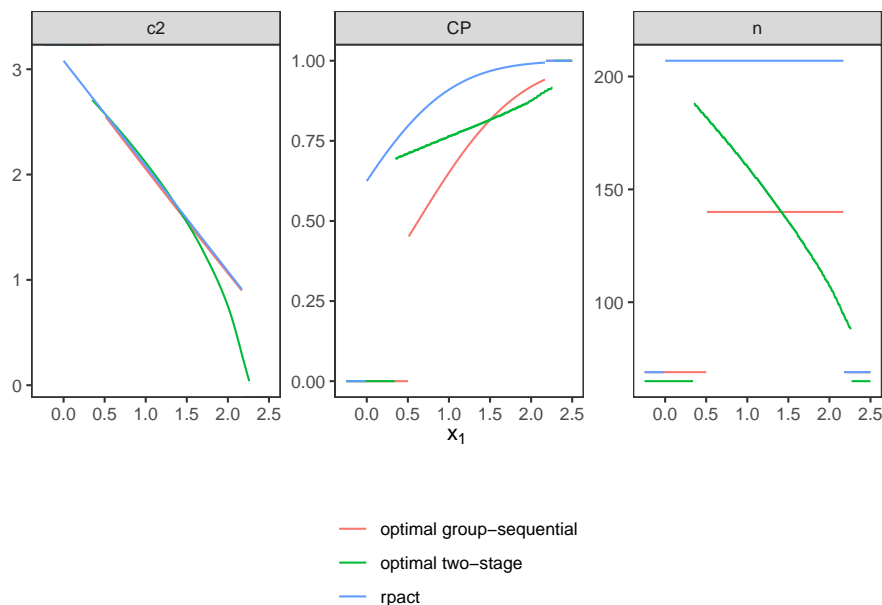 c2
CP
n
3
2
1
0
1.00
0.75
0.50
0.25
0.00
200
150
100
0.0 0.5 1.0 1.5 2.0 2.5
0.0 0.5 1.0 1.5 2.0 2.5
0.0 0.5 1.0 1.5 2.0 2.5
x₁
optimal group−sequential
optimal two−stage
rpact